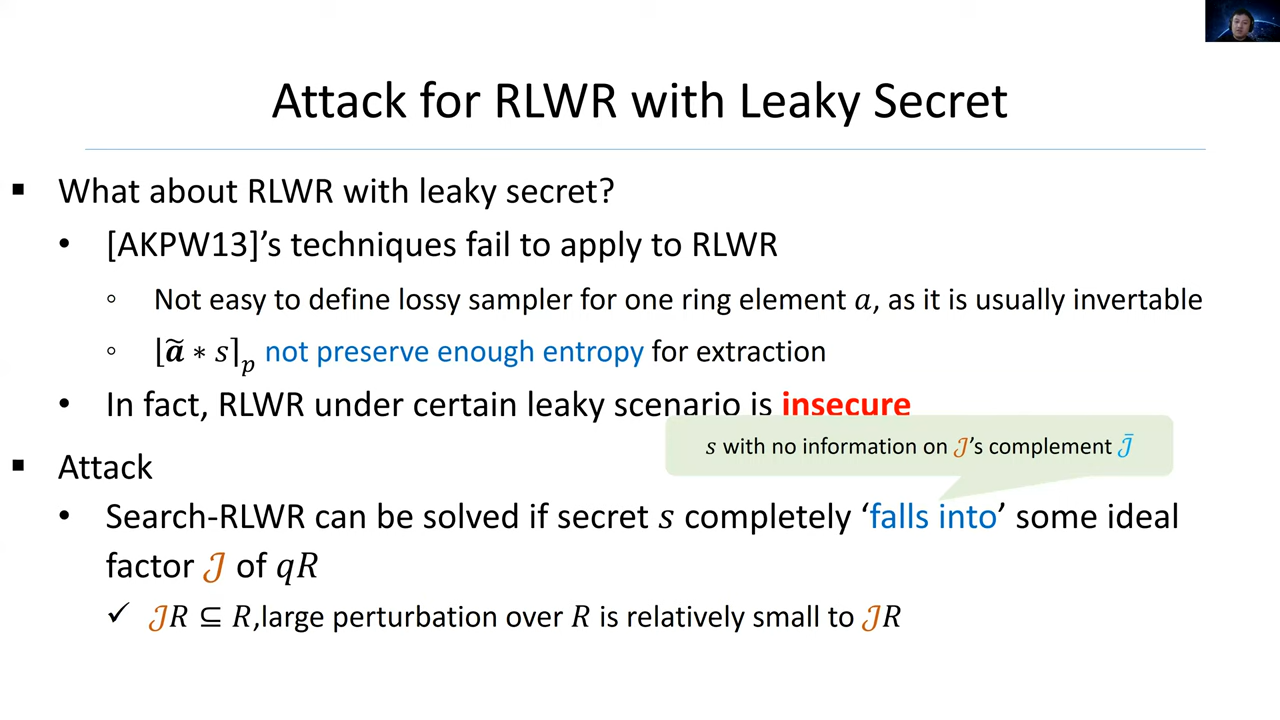 Attack for RLWR with Leaky Secret
▪ What about RLWR with leaky secret?
• [AKPW13]’s techniques fail to apply to RLWR
◦ Not easy to define lossy sampler for one ring element 𝑎, as it is usually invertable
◦ ⌊𝒂̃ ∗ 𝑠⌋ₚ not preserve enough entropy for extraction
• In fact, RLWR under certain leaky scenario is insecure
𝑠 with no information on 𝒥’s complement 𝒥̄
▪ Attack
• Search-RLWR can be solved if secret 𝑠 completely ‘falls into’ some ideal
factor 𝒥 of 𝑞𝑅
✓ 𝒥𝑅 ⊆ 𝑅,large perturbation over 𝑅 is relatively small to 𝒥𝑅